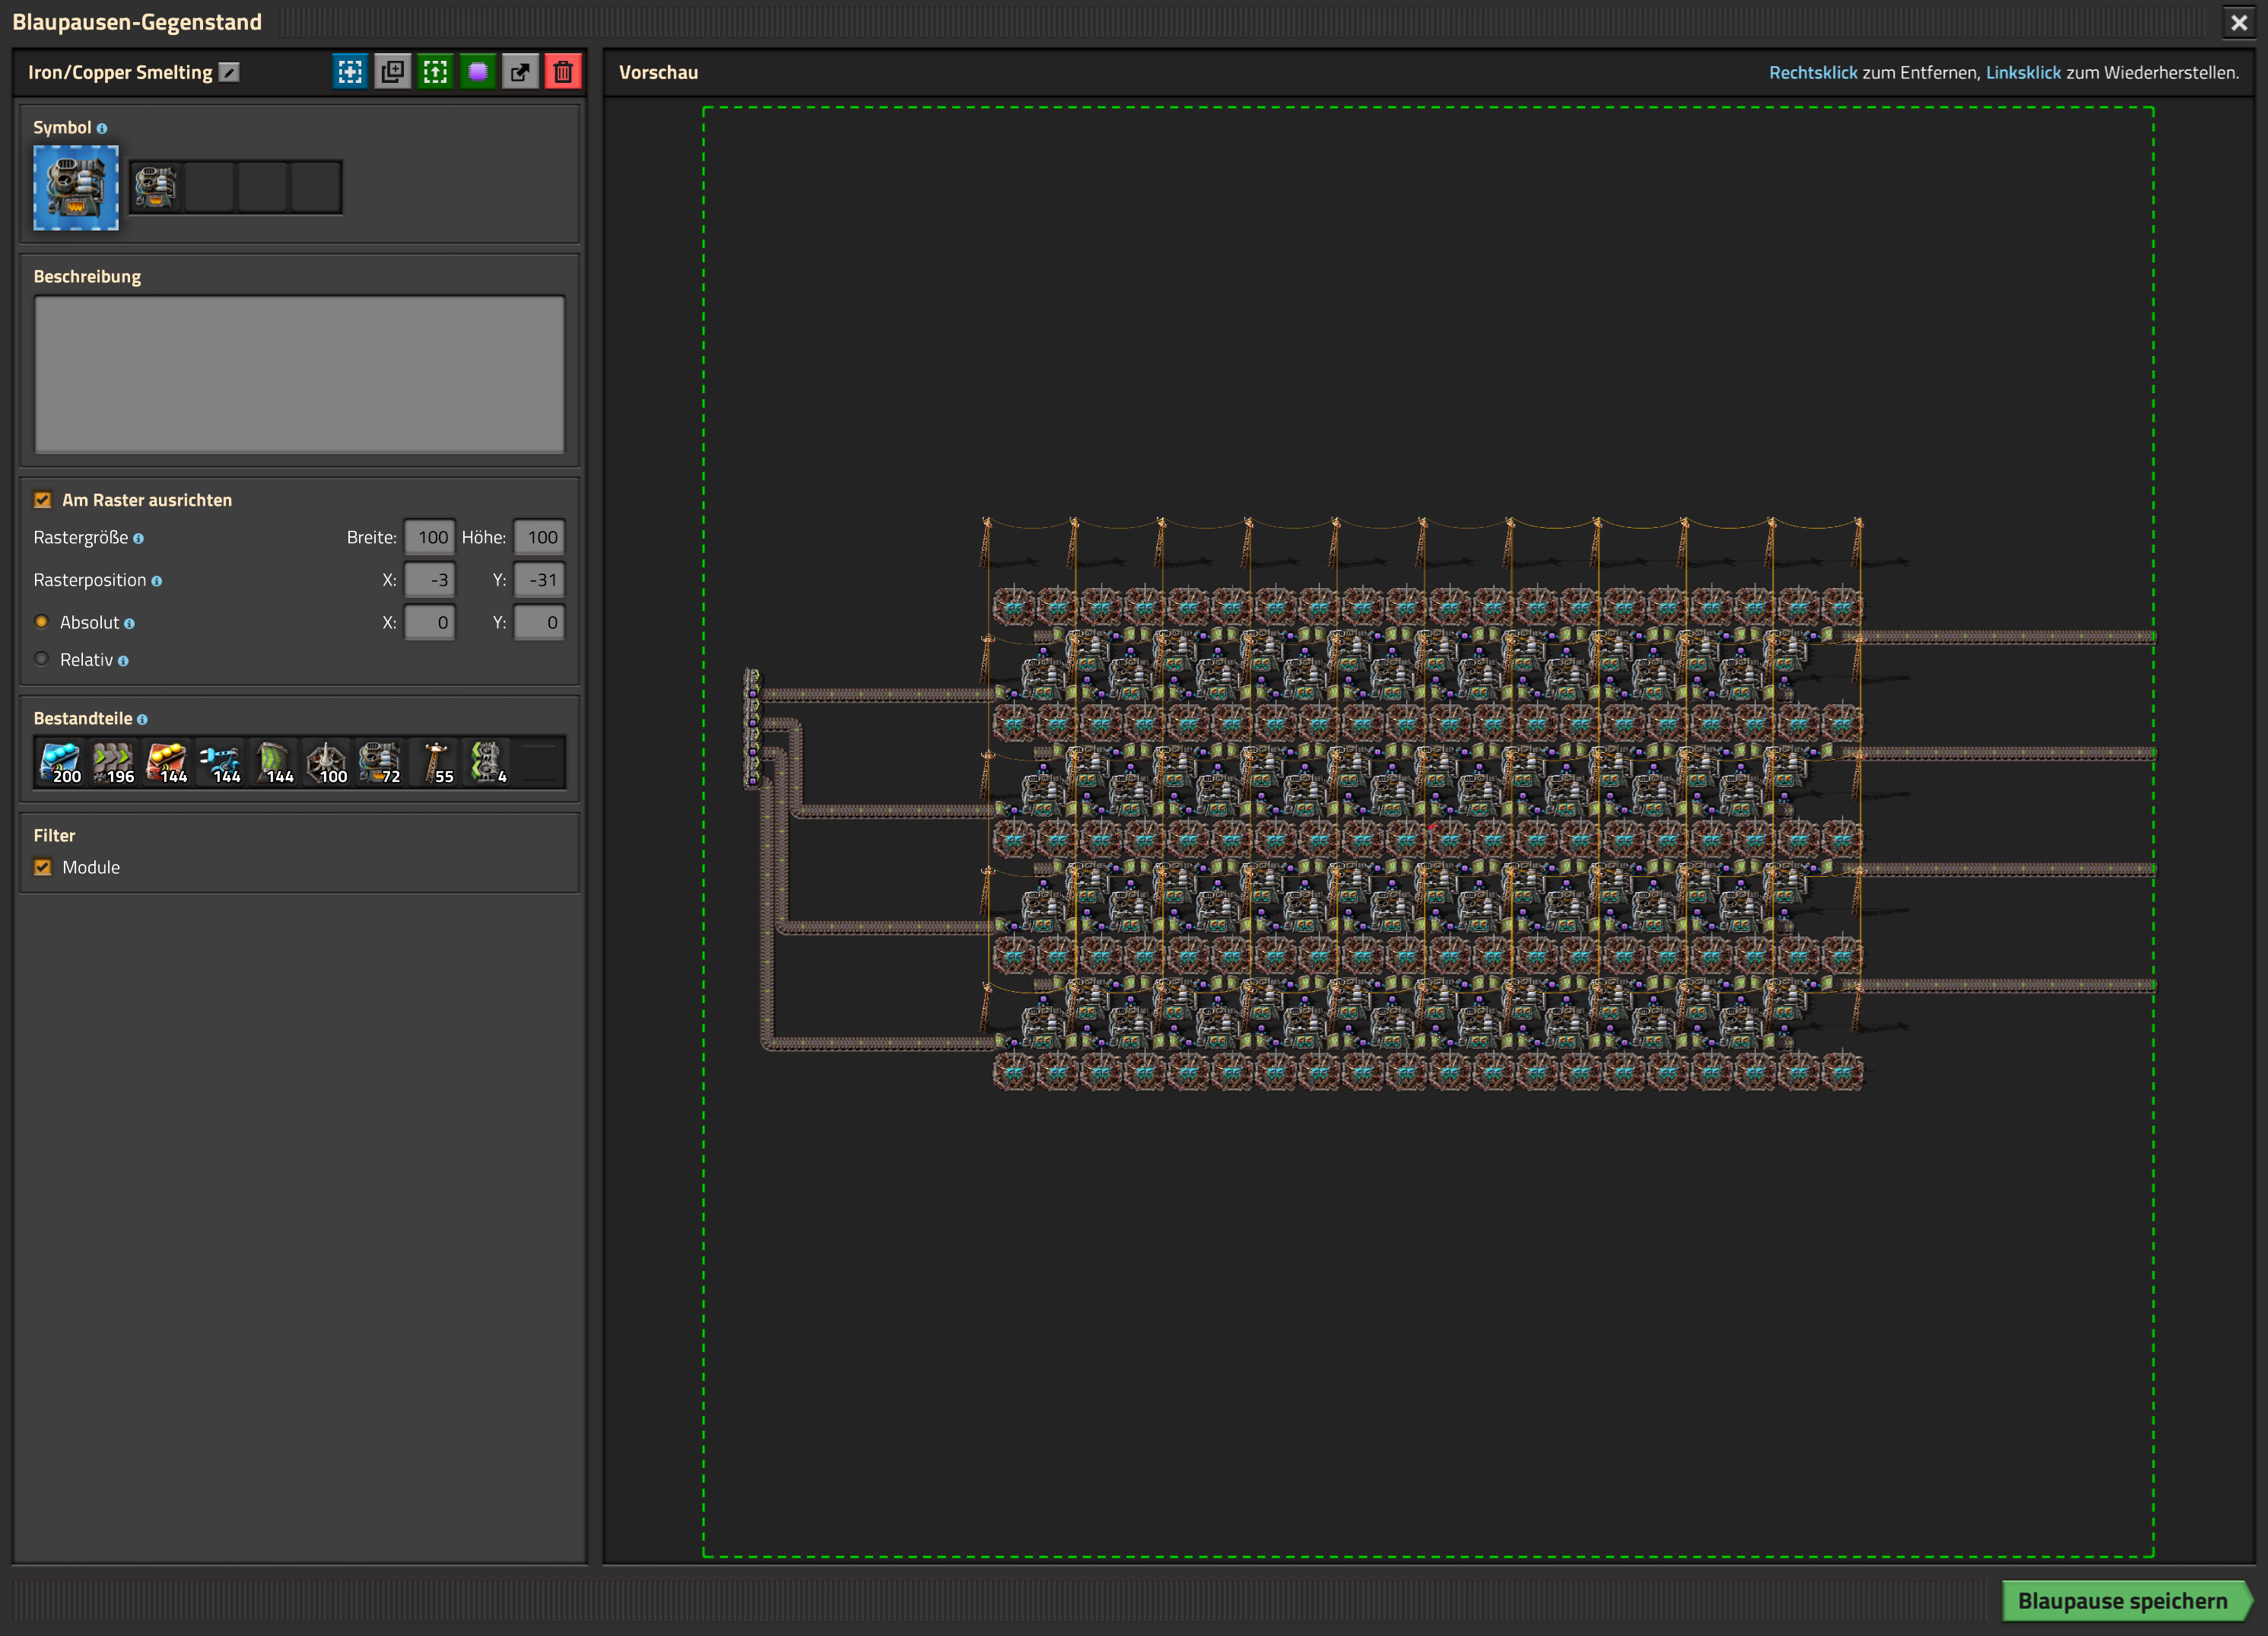 Blaupausen-Gegenstand
Iron/Copper Smelting
Symbol
Beschreibung
Am Raster ausrichten
Rastergröße Breite: 100 Höhe: 100
Rasterposition X: -3 Y: -31
Absolut X: 0 Y: 0
Relativ
Bestandteile
200 196 144 144 144 100 72 55 4
Filter
Module
Vorschau
Rechtsklick zum Entfernen, Linksklick zum Wiederherstellen.
Blaupause speichern